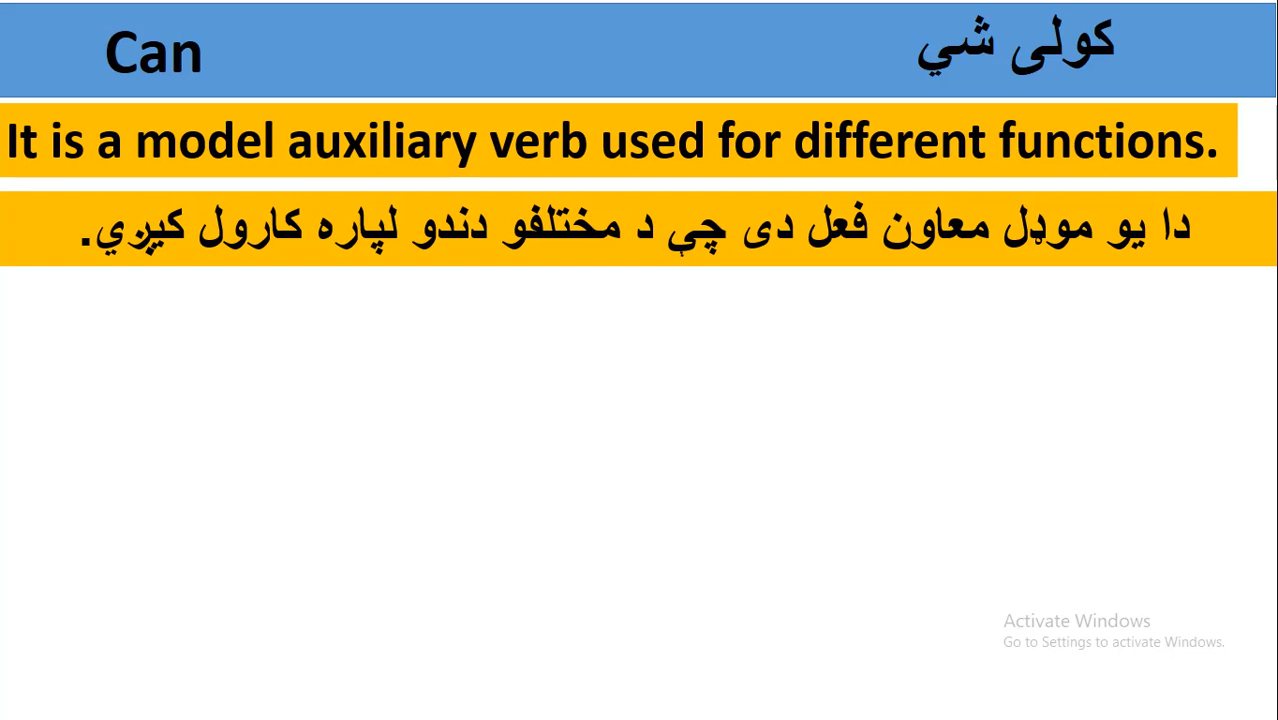 Can
کولی شي
It is a model auxiliary verb used for different functions.
دا یو موډل معاون فعل دی چې د مختلفو دندو لپاره کارول کیږي.
Activate Windows
Go to Settings to activate Windows.